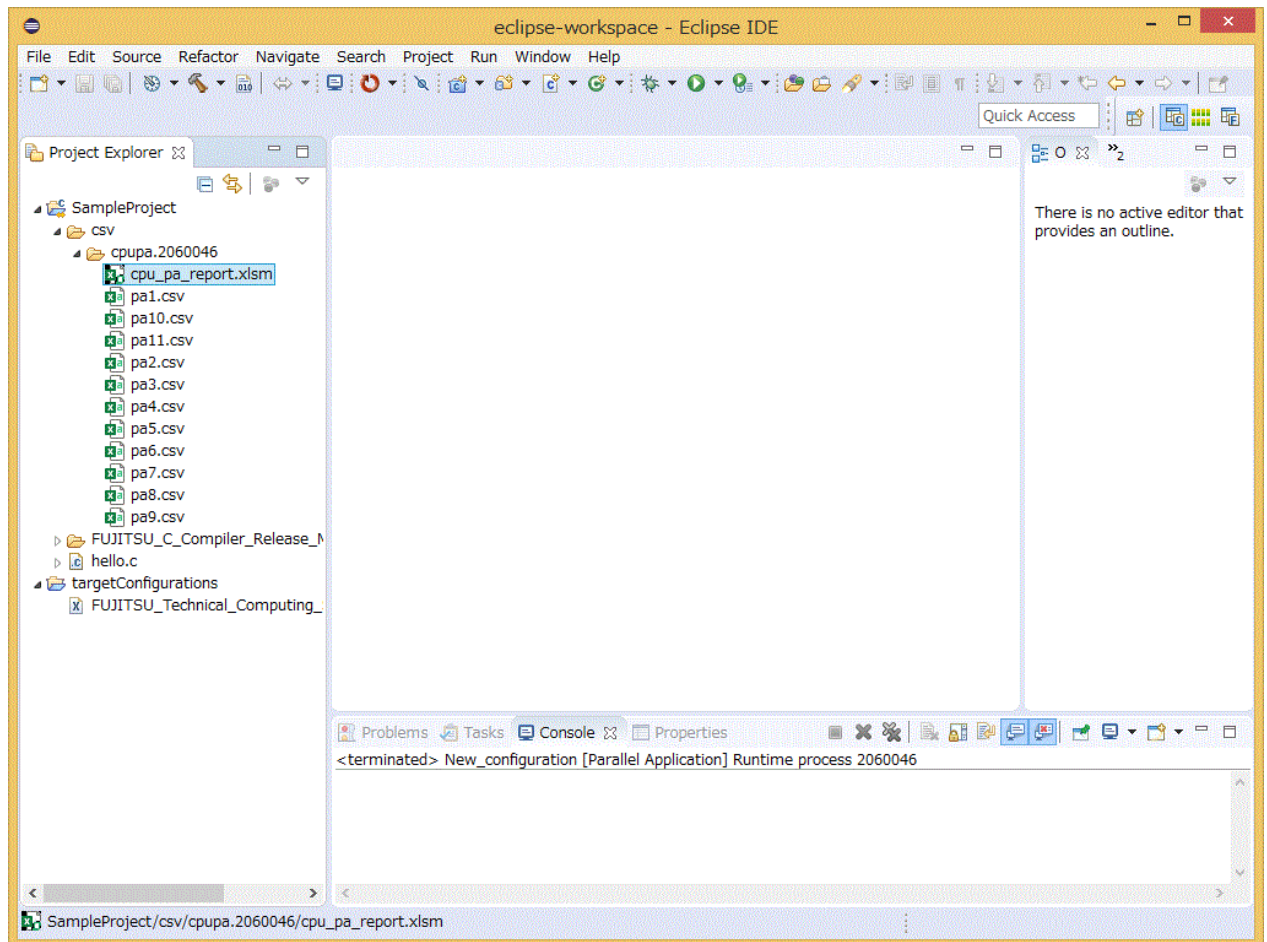 eclipse-workspace - Eclipse IDE
File Edit Source Refactor Navigate Search Project Run Window Help
Quick Access
Project Explorer
O
»2
SampleProject
csv
cpupa.2060046
cpu_pa_report.xlsm
pa1.csv
pa10.csv
pa11.csv
pa2.csv
pa3.csv
pa4.csv
pa5.csv
pa6.csv
pa7.csv
pa8.csv
pa9.csv
FUJITSU_C_Compiler_Release_
hello.c
targetConfigurations
FUJITSU_Technical_Computing_
There is no active editor that
provides an outline.
Problems Tasks Console Properties
<terminated> New_configuration [Parallel Application] Runtime process 2060046
SampleProject/csv/cpupa.2060046/cpu_pa_report.xlsm